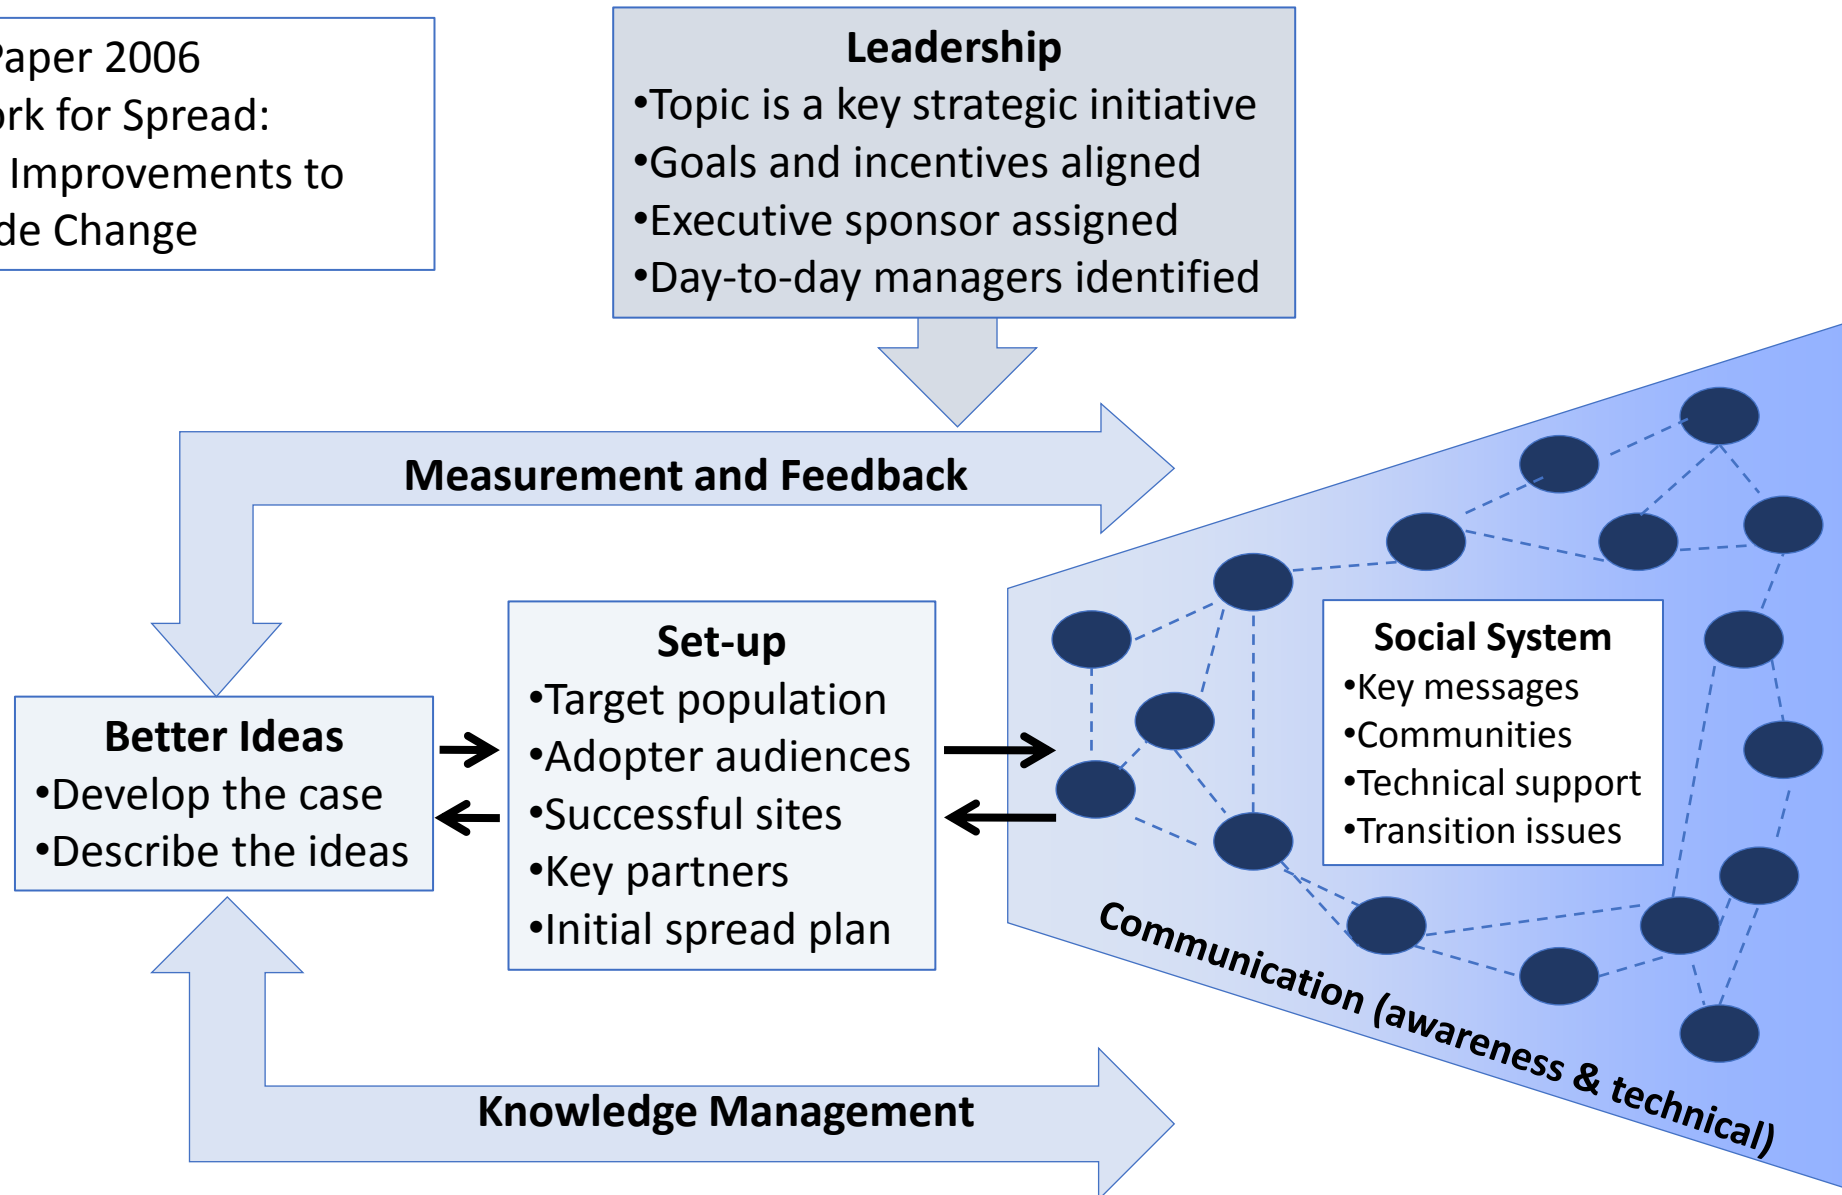 Paper 2006
ork for Spread:
Improvements to
de Change
Leadership
•Topic is a key strategic initiative
•Goals and incentives aligned
•Executive sponsor assigned
•Day-to-day managers identified
Measurement and Feedback
Better Ideas
•Develop the case
•Describe the ideas
Set-up
•Target population
•Adopter audiences
•Successful sites
•Key partners
•Initial spread plan
Social System
•Key messages
•Communities
•Technical support
•Transition issues
Communication (awareness & technical)
Knowledge Management